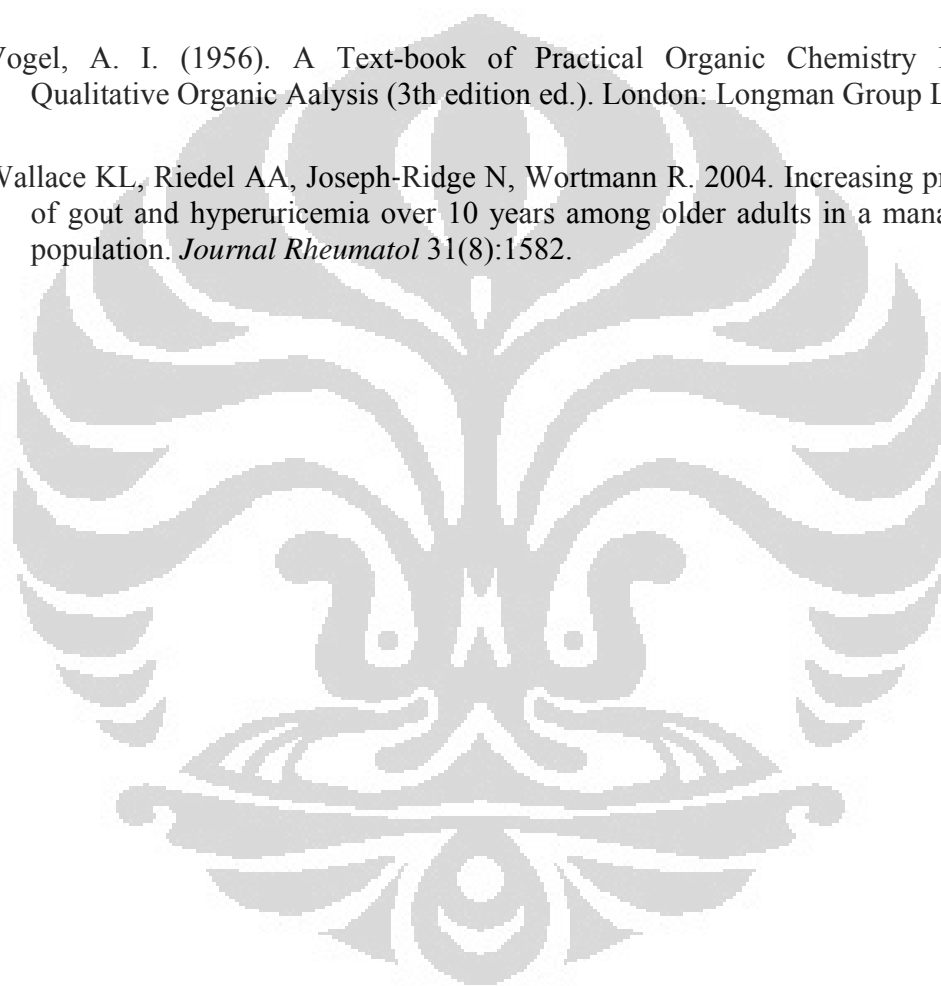 Vogel, A. I. (1956). A Text-book of Practical Organic Chemistry
Qualitative Organic Aalysis (3th edition ed.). London: Longman Group L
Wallace KL, Riedel AA, Joseph-Ridge N, Wortmann R. 2004. Increasing pr
of gout and hyperuricemia over 10 years among older adults in a mana
population. Journal Rheumatol 31(8):1582.